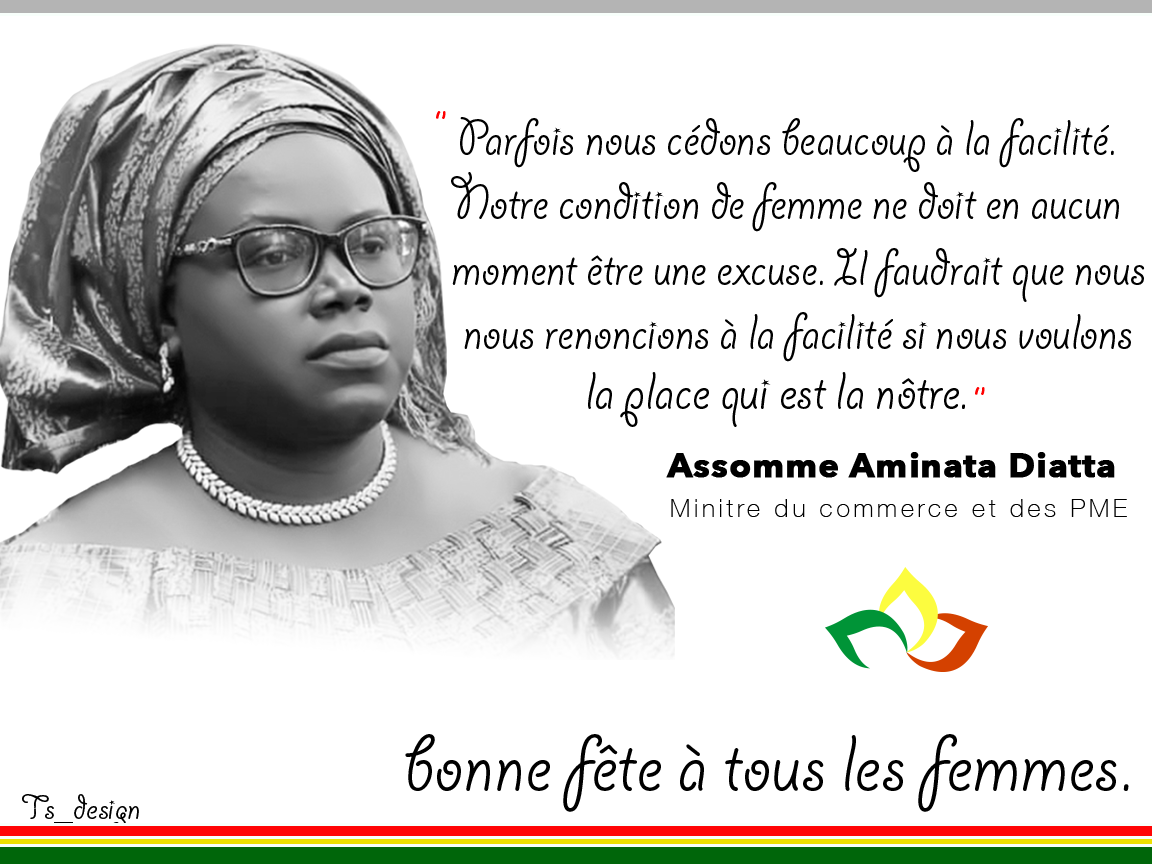 " Parfois nous cédons beaucoup à la facilité.
Notre condition de femme ne doit en aucun
moment être une excuse. Il faudrait que nous
nous renoncions à la facilité si nous voulons
la place qui est la nôtre. "
Assomme Aminata Diatta
Minitre du commerce et des PME
bonne fête à tous les femmes.
Ts_design